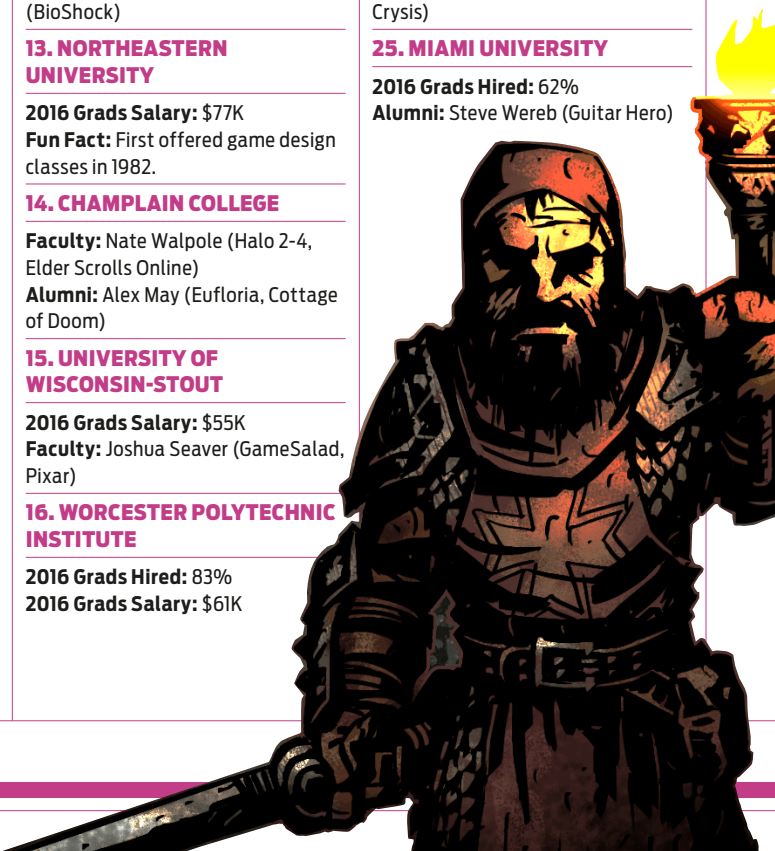 (BioShock)
13. NORTHEASTERN
UNIVERSITY
2016 Grads Salary: $77K
Fun Fact: First offered game design
classes in 1982.
14. CHAMPLAIN COLLEGE
Faculty: Nate Walpole (Halo 2-4,
Elder Scrolls Online)
Alumni: Alex May (Eufloria, Cottage
of Doom)
15. UNIVERSITY OF
WISCONSIN-STOUT
2016 Grads Salary: $55K
Faculty: Joshua Seaver (GameSalad,
Pixar)
16. WORCESTER POLYTECHNIC
INSTITUTE
2016 Grads Hired: 83%
2016 Grads Salary: $61K
Crysis)
25. MIAMI UNIVERSITY
2016 Grads Hired: 62%
Alumni: Steve Wereb (Guitar Hero)